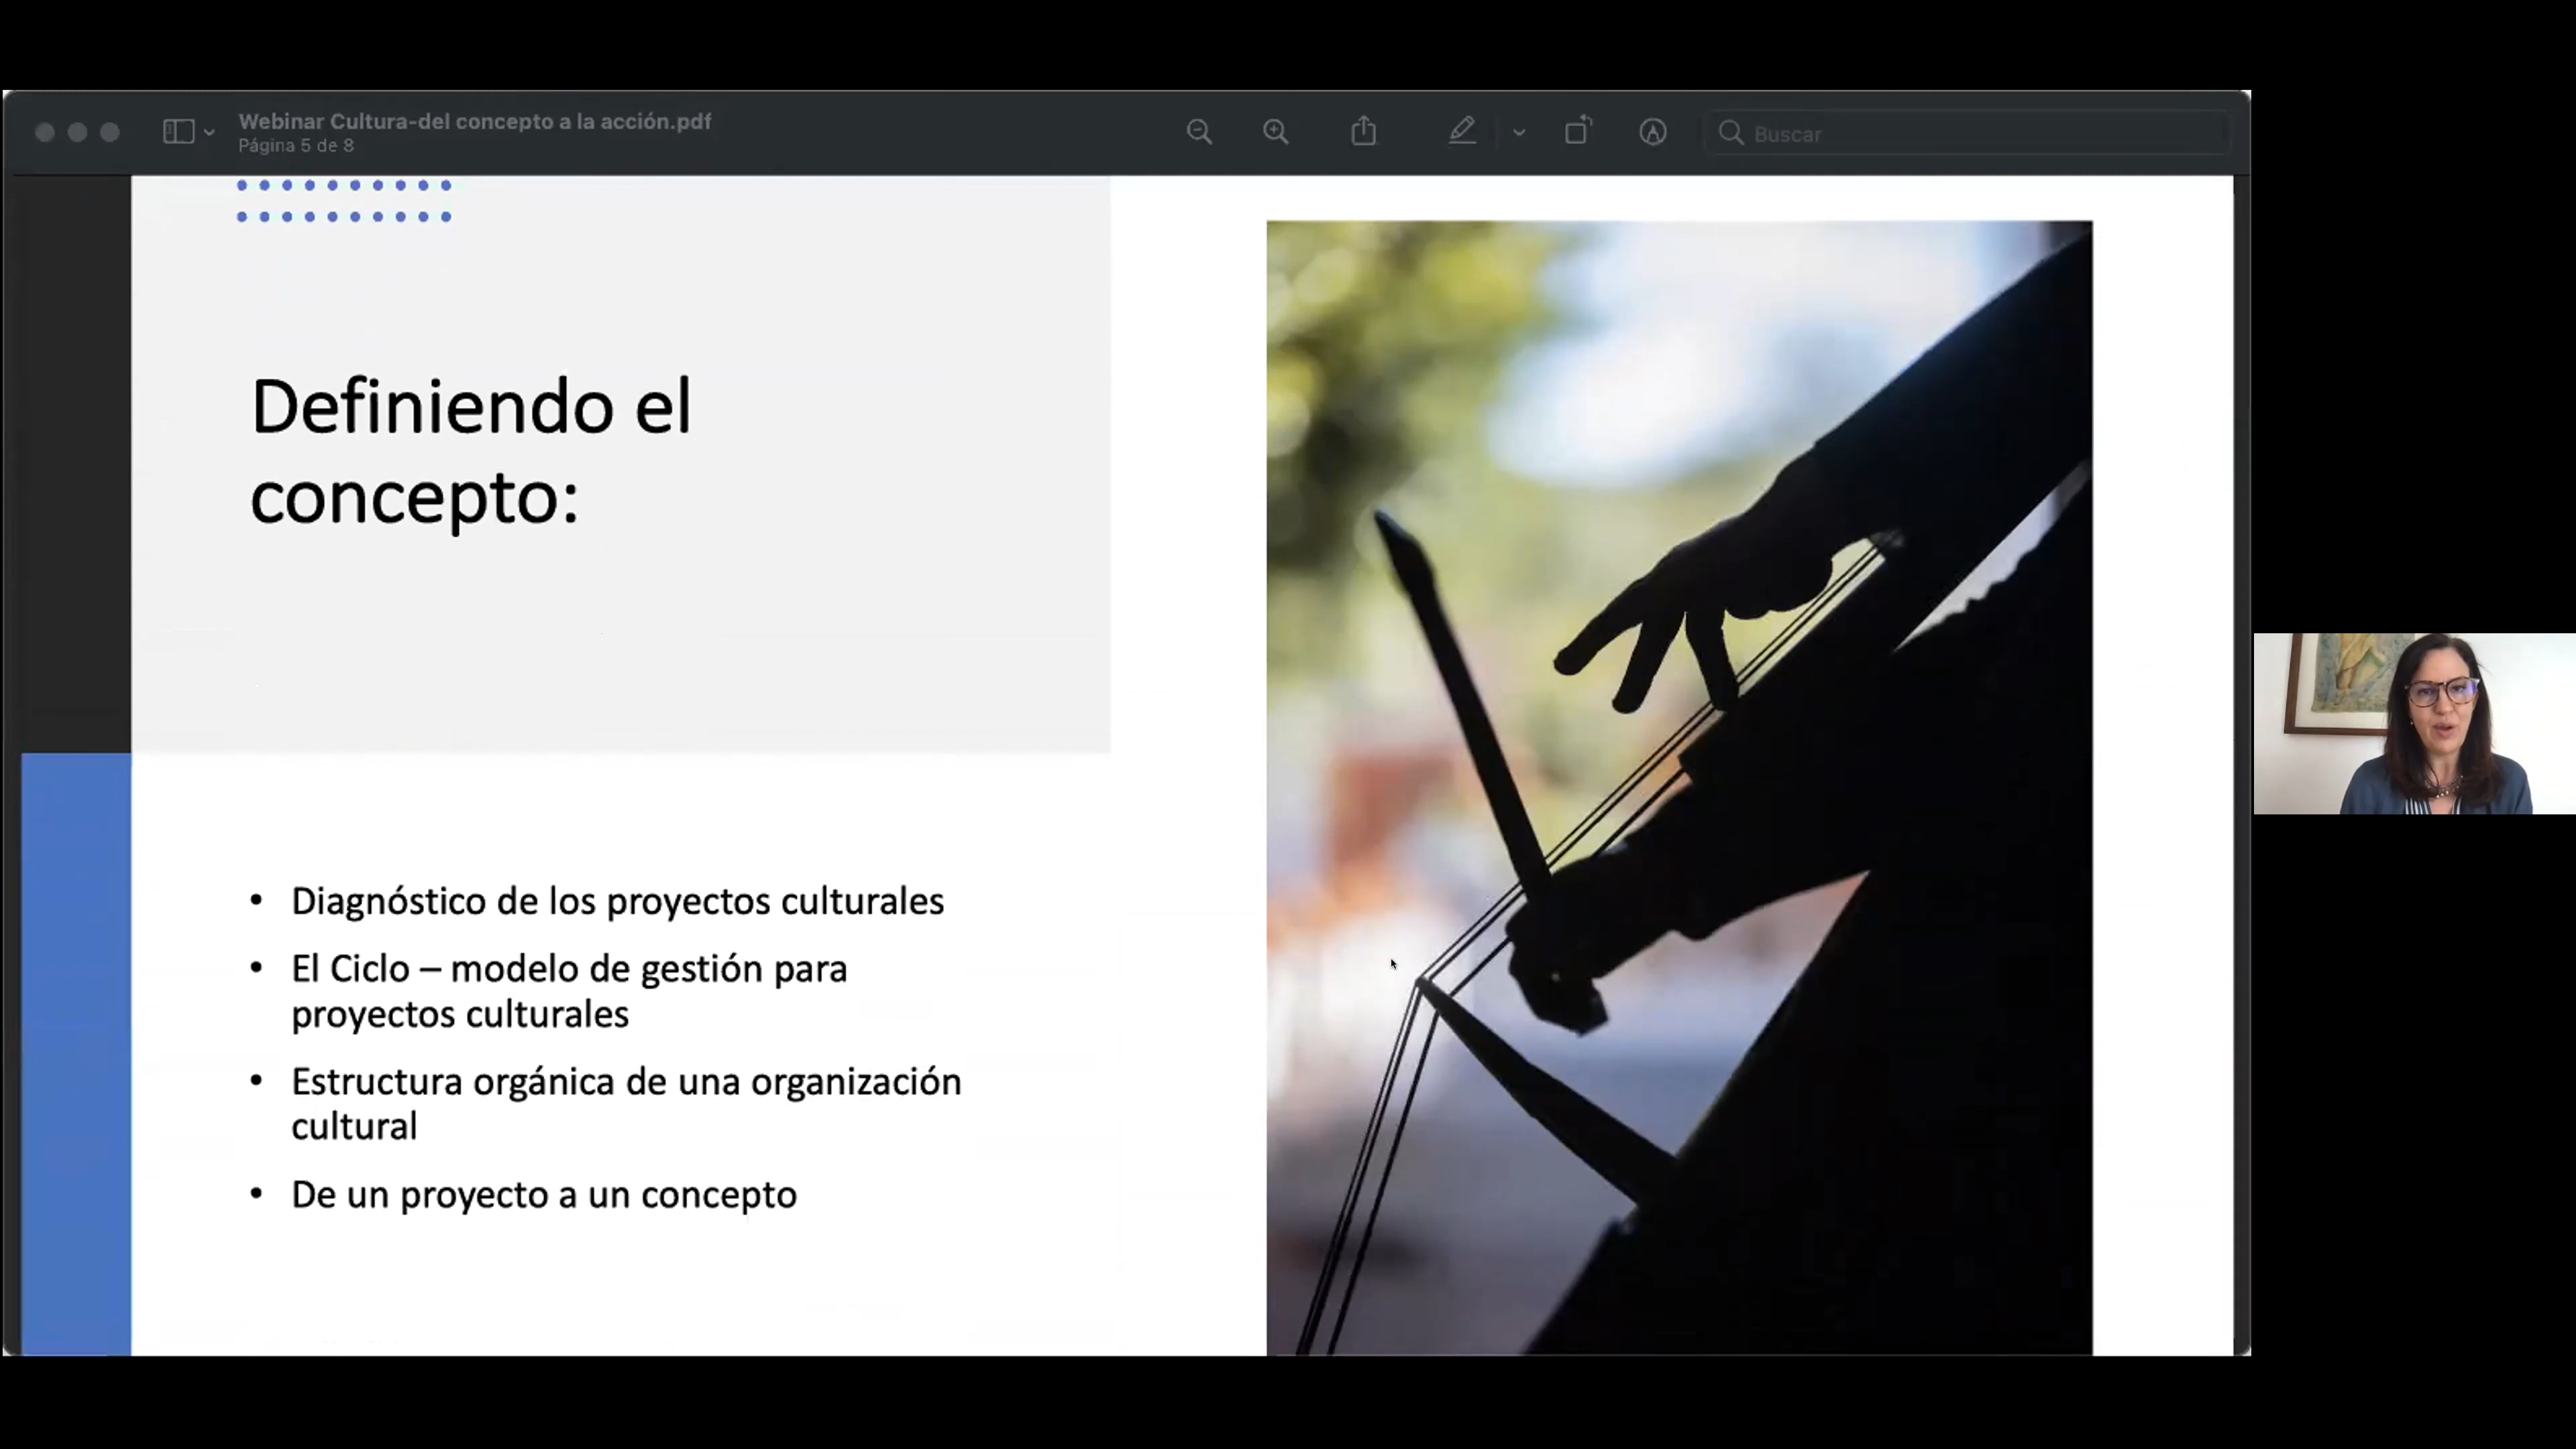 Webinar Cultura-del concepto a la acción.pdf
Página 5 de 8
Buscar
Definiendo el
concepto:
• Diagnóstico de los proyectos culturales
• El Ciclo – modelo de gestión para
proyectos culturales
• Estructura orgánica de una organización
cultural
• De un proyecto a un concepto